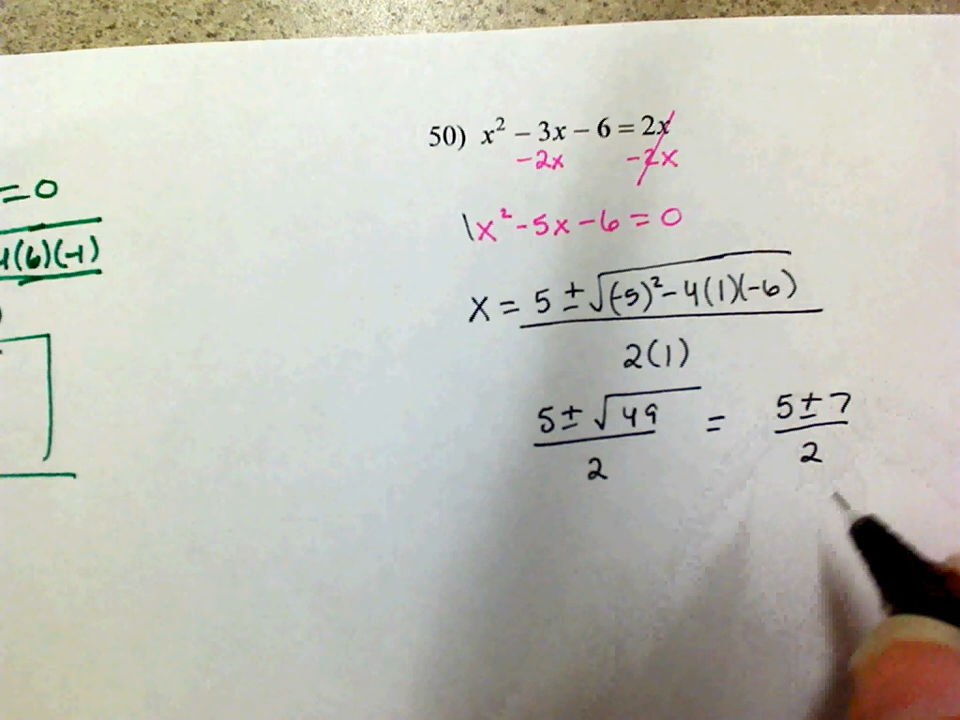 =0
4(6)(-1)
50) x² − 3x − 6 = 2x
-2x -2x
1x²-5x-6=0
x = 5 ± √(-5)²-4(1)(-6)
2(1)
5± √49 = 5±7
2 2